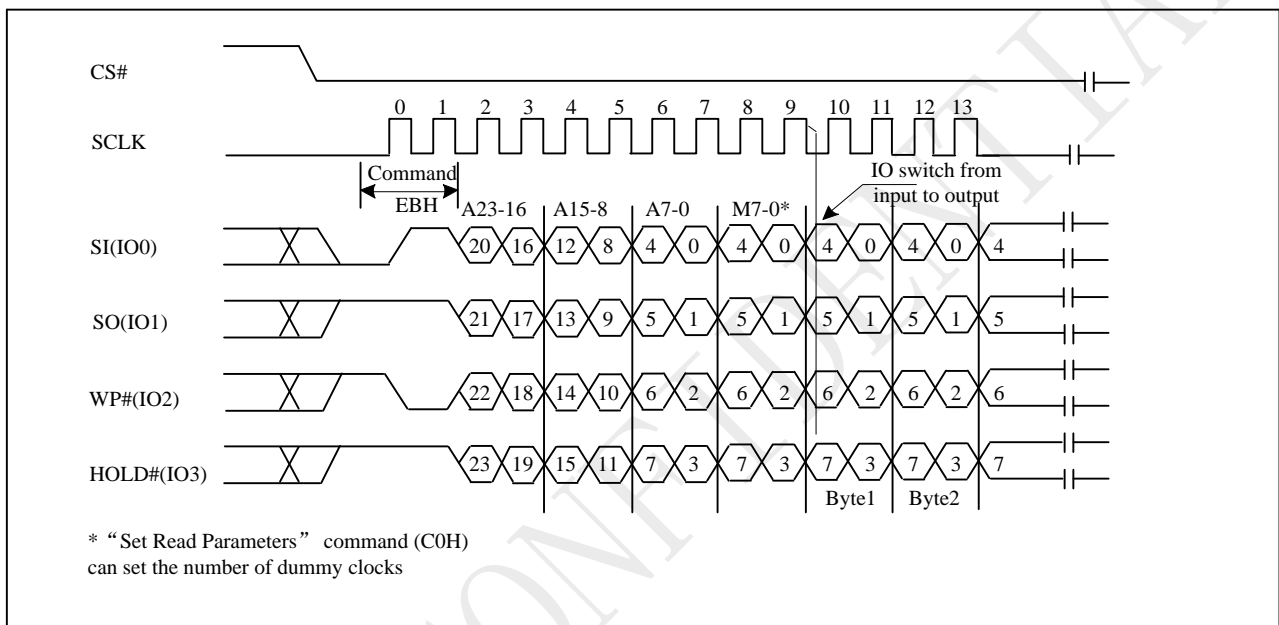 CS#
0 1 2 3 4 5 6 7 8 9 10 11 12 13
SCLK
Command
IO switch from
input to output
EBH
A23-16 A15-8 A7-0 M7-0*
SI(IO0) 20 16 12 8 4 0 4 0 4 0 4 0 4
SO(IO1) 21 17 13 9 5 1 5 1 5 1 5 1 5
WP#(IO2) 22 18 14 10 6 2 6 2 6 2 6 2 6
HOLD#(IO3) 23 19 15 11 7 3 7 3 7 3 7 3 7
Byte1 Byte2
* “Set Read Parameters” command (C0H)
can set the number of dummy clocks
ONFIDENTIA